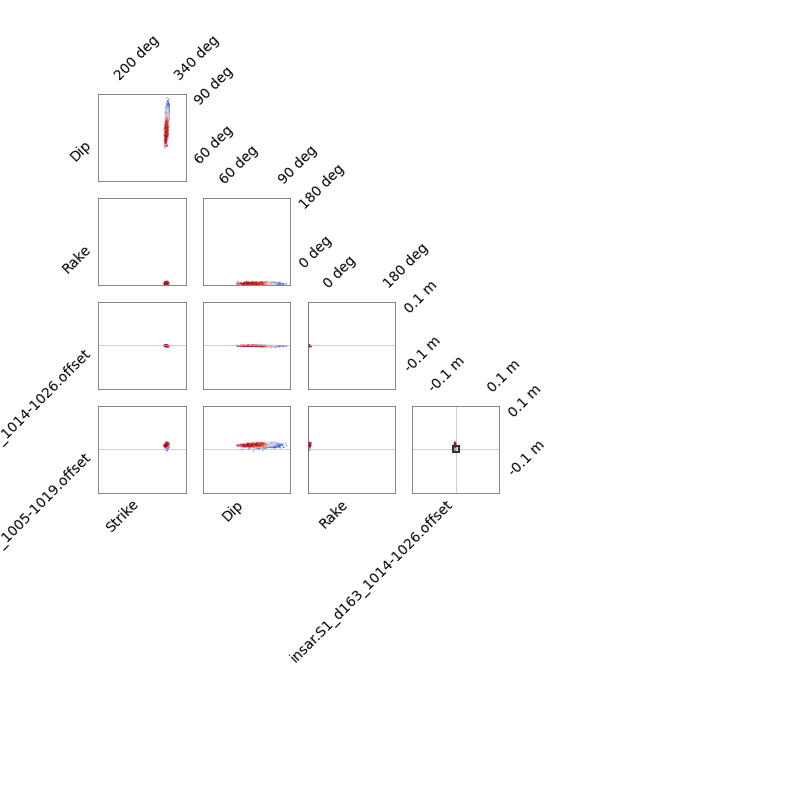 200 deg
340 deg
90 deg
Dip
60 deg
60 deg
90 deg
180 deg
Rake
0 deg
0 deg
180 deg
0.1 m
_1014-1026.offset
-0.1 m
-0.1 m
0.1 m
0.1 m
_1005-1019.offset
-0.1 m
Strike
Dip
Rake
insar.S1_d163_1014-1026.offset